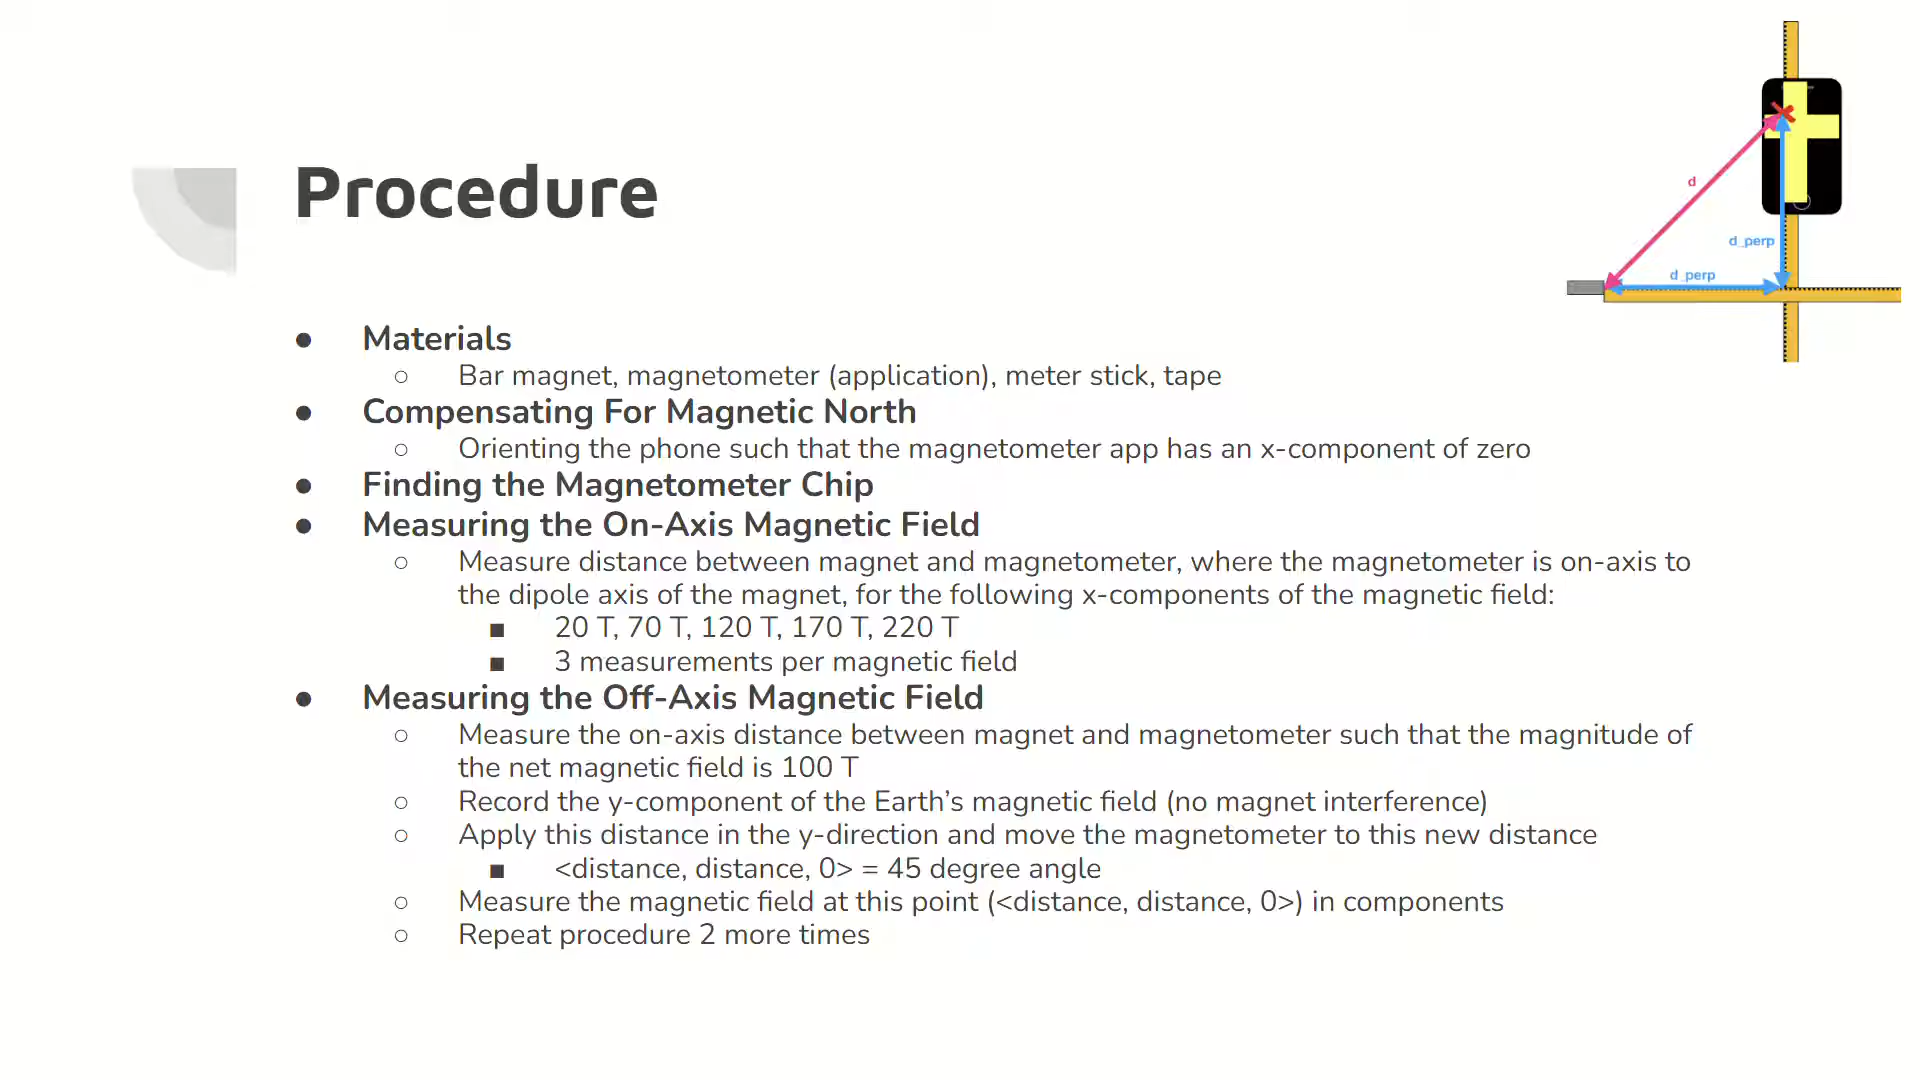 Procedure
d
d_perp
d_perp
● Materials
○ Bar magnet, magnetometer (application), meter stick, tape
● Compensating For Magnetic North
○ Orienting the phone such that the magnetometer app has an x-component of zero
● Finding the Magnetometer Chip
● Measuring the On-Axis Magnetic Field
○ Measure distance between magnet and magnetometer, where the magnetometer is on-axis to
the dipole axis of the magnet, for the following x-components of the magnetic field:
■ 20 T, 70 T, 120 T, 170 T, 220 T
■ 3 measurements per magnetic field
● Measuring the Off-Axis Magnetic Field
○ Measure the on-axis distance between magnet and magnetometer such that the magnitude of
the net magnetic field is 100 T
○ Record the y-component of the Earth’s magnetic field (no magnet interference)
○ Apply this distance in the y-direction and move the magnetometer to this new distance
■ <distance, distance, 0> = 45 degree angle
○ Measure the magnetic field at this point (<distance, distance, 0>) in components
○ Repeat procedure 2 more times